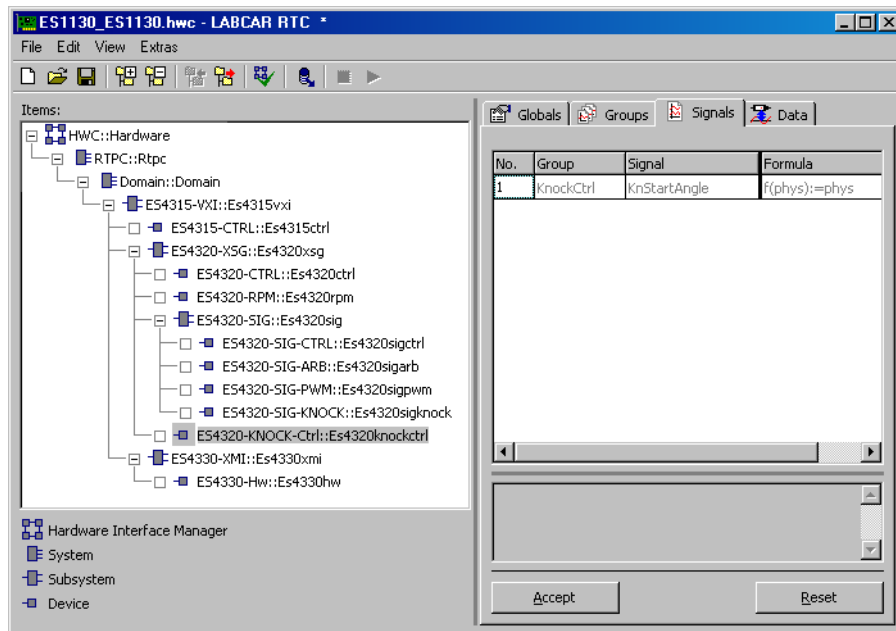 ES1130_ES1130.hwc - LABCAR RTC *
File Edit View Extras
Items:
HWC::Hardware
RTPC::Rtpc
Domain::Domain
ES4315-VXI::Es4315vxi
ES4315-CTRL::Es4315ctrl
ES4320-XSG::Es4320xsg
ES4320-CTRL::Es4320ctrl
ES4320-RPM::Es4320rpm
ES4320-SIG::Es4320sig
ES4320-SIG-CTRL::Es4320sigctrl
ES4320-SIG-ARB::Es4320sigarb
ES4320-SIG-PWM::Es4320sigpwm
ES4320-SIG-KNOCK::Es4320sigknock
ES4320-KNOCK-Ctrl::Es4320knockctrl
ES4330-XMI::Es4330xmi
ES4330-Hw::Es4330hw
Hardware Interface Manager
System
Subsystem
Device
Globals Groups Signals Data
No. Group Signal Formula
1 KnockCtrl KnStartAngle f(phys):=phys
Accept Reset